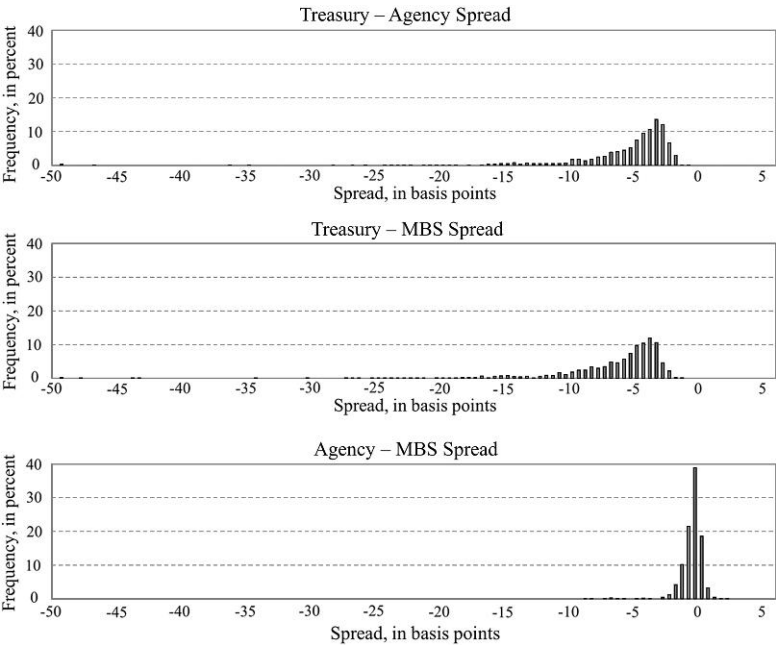 Treasury – Agency Spread
Frequency, in percent
40
30
20
10
0
-50 -45 -40 -35 -30 -25 -20 -15 -10 -5 0 5
Spread, in basis points
Treasury – MBS Spread
Frequency, in percent
40
30
20
10
0
-50 -45 -40 -35 -30 -25 -20 -15 -10 -5 0 5
Spread, in basis points
Agency – MBS Spread
Frequency, in percent
40
30
20
10
0
-50 -45 -40 -35 -30 -25 -20 -15 -10 -5 0 5
Spread, in basis points